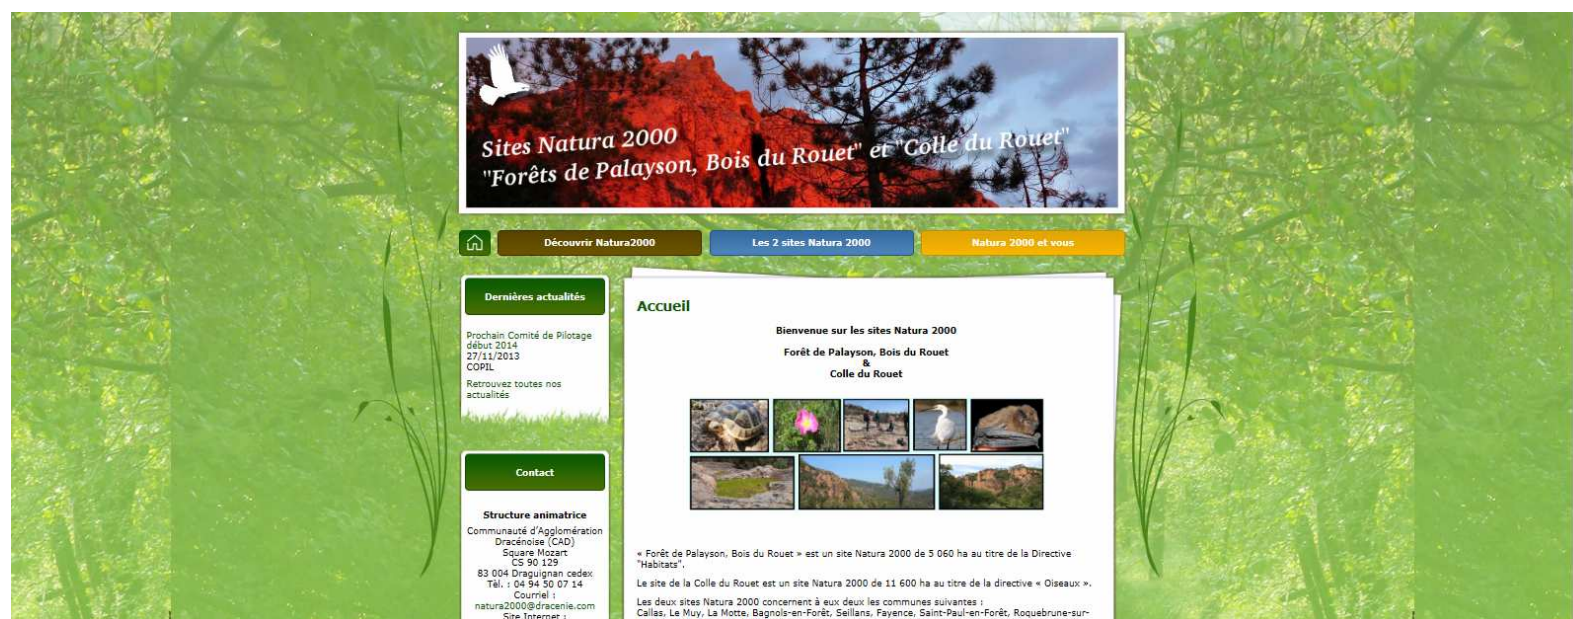 Sites Natura 2000
"Forêts de Palayson, Bois du Rouet" et "Colle du Rouet"
Découvrir Natura2000
Les 2 sites Natura 2000
Natura 2000 et vous
Dernières actualités
Prochain Comité de Pilotage
début 2014
27/11/2013
COPIL
Retrouvez toutes nos
actualités
Contact
Structure animatrice
Communauté d'Agglomération
Dracénoise (CAD)
Square Mozart
CS 90 129
83 004 Draguignan cedex
Tèl. : 04 94 50 07 14
Courriel :
natura2000@dracenie.com
Site Internet :
Accueil
Bienvenue sur les sites Natura 2000
Forêt de Palayson, Bois du Rouet
&
Colle du Rouet
« Forêt de Palayson, Bois du Rouet » est un site Natura 2000 de 5 060 ha au titre de la Directive
"Habitats".
Le site de la Colle du Rouet est un site Natura 2000 de 11 600 ha au titre de la directive « Oiseaux ».
Les deux sites Natura 2000 concernent à eux deux les communes suivantes :
Callas, Le Muy, La Motte, Bagnols-en-Forêt, Seillans, Fayence, Saint-Paul-en-Forêt, Roquebrune-sur-